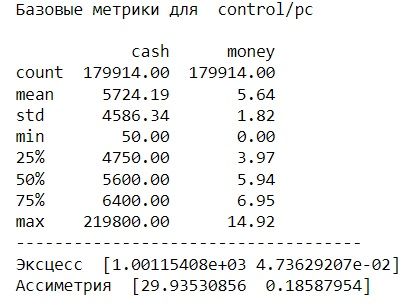 Базовые метрики для  control/pc
cash      money
count  179914.00  179914.00
mean     5724.19       5.64
std      4586.34       1.82
min        50.00       0.00
25%      4750.00       3.97
50%      5600.00       5.94
75%      6400.00       6.95
max    219800.00      14.92
-----------------------------------
Эксцесс  [1.00115408e+03 4.73629207e-02]
Ассиметрия  [29.93530856  0.18587954]